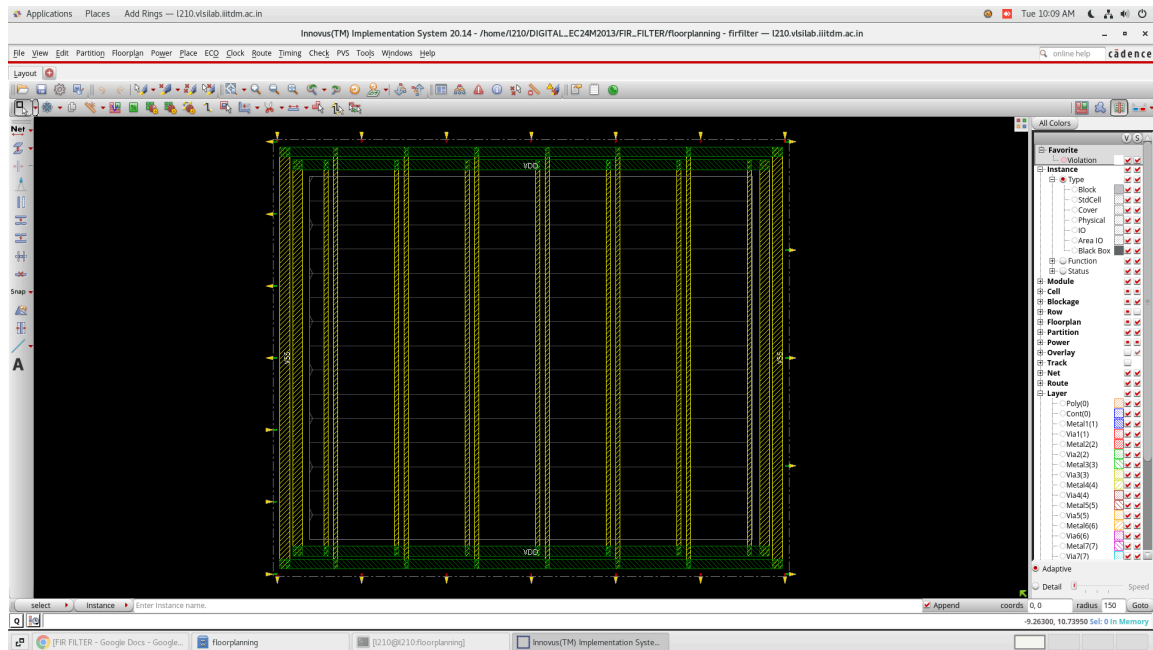 Applications Places Add Rings — l210.vlsilab.iiitdm.ac.in Tue 10:09 AM
Innovus(TM) Implementation System 20.14 - /home/l210/DIGITAL_EC24M2013/FIR_FILTER/floorplanning - firfilter — l210.vlsilab.iiitdm.ac.in
File View Edit Partition Floorplan Power Place ECO Clock Route Timing Check PVS Tools Windows Help online help cādence
Layout
All Colors
Net
V S
Favorite
Violation
Instance
Type
Block
StdCell
Cover
Physical
IO
Area IO
Black Box
Function
Status
Module
Cell
Blockage
Row
Floorplan
Partition
Power
Overlay
Track
Net
Route
Layer
Poly(0)
Cont(0)
Metal1(1)
Via1(1)
Metal2(2)
Via2(2)
Metal3(3)
Via3(3)
Metal4(4)
Via4(4)
Metal5(5)
Via5(5)
Metal6(6)
Via6(6)
Metal7(7)
Via7(7)
Snap
A
VDD
VSS
VSS
VDD
Adaptive
Detail Speed
select Instance Enter Instance name. Append coords 0, 0 radius 150 Goto
Q -9.26300, 10.73950 Sel: 0 In Memory
[FIR FILTER - Google Docs - Google... floorplanning [l210@l210:floorplanning] Innovus(TM) Implementation Syste...